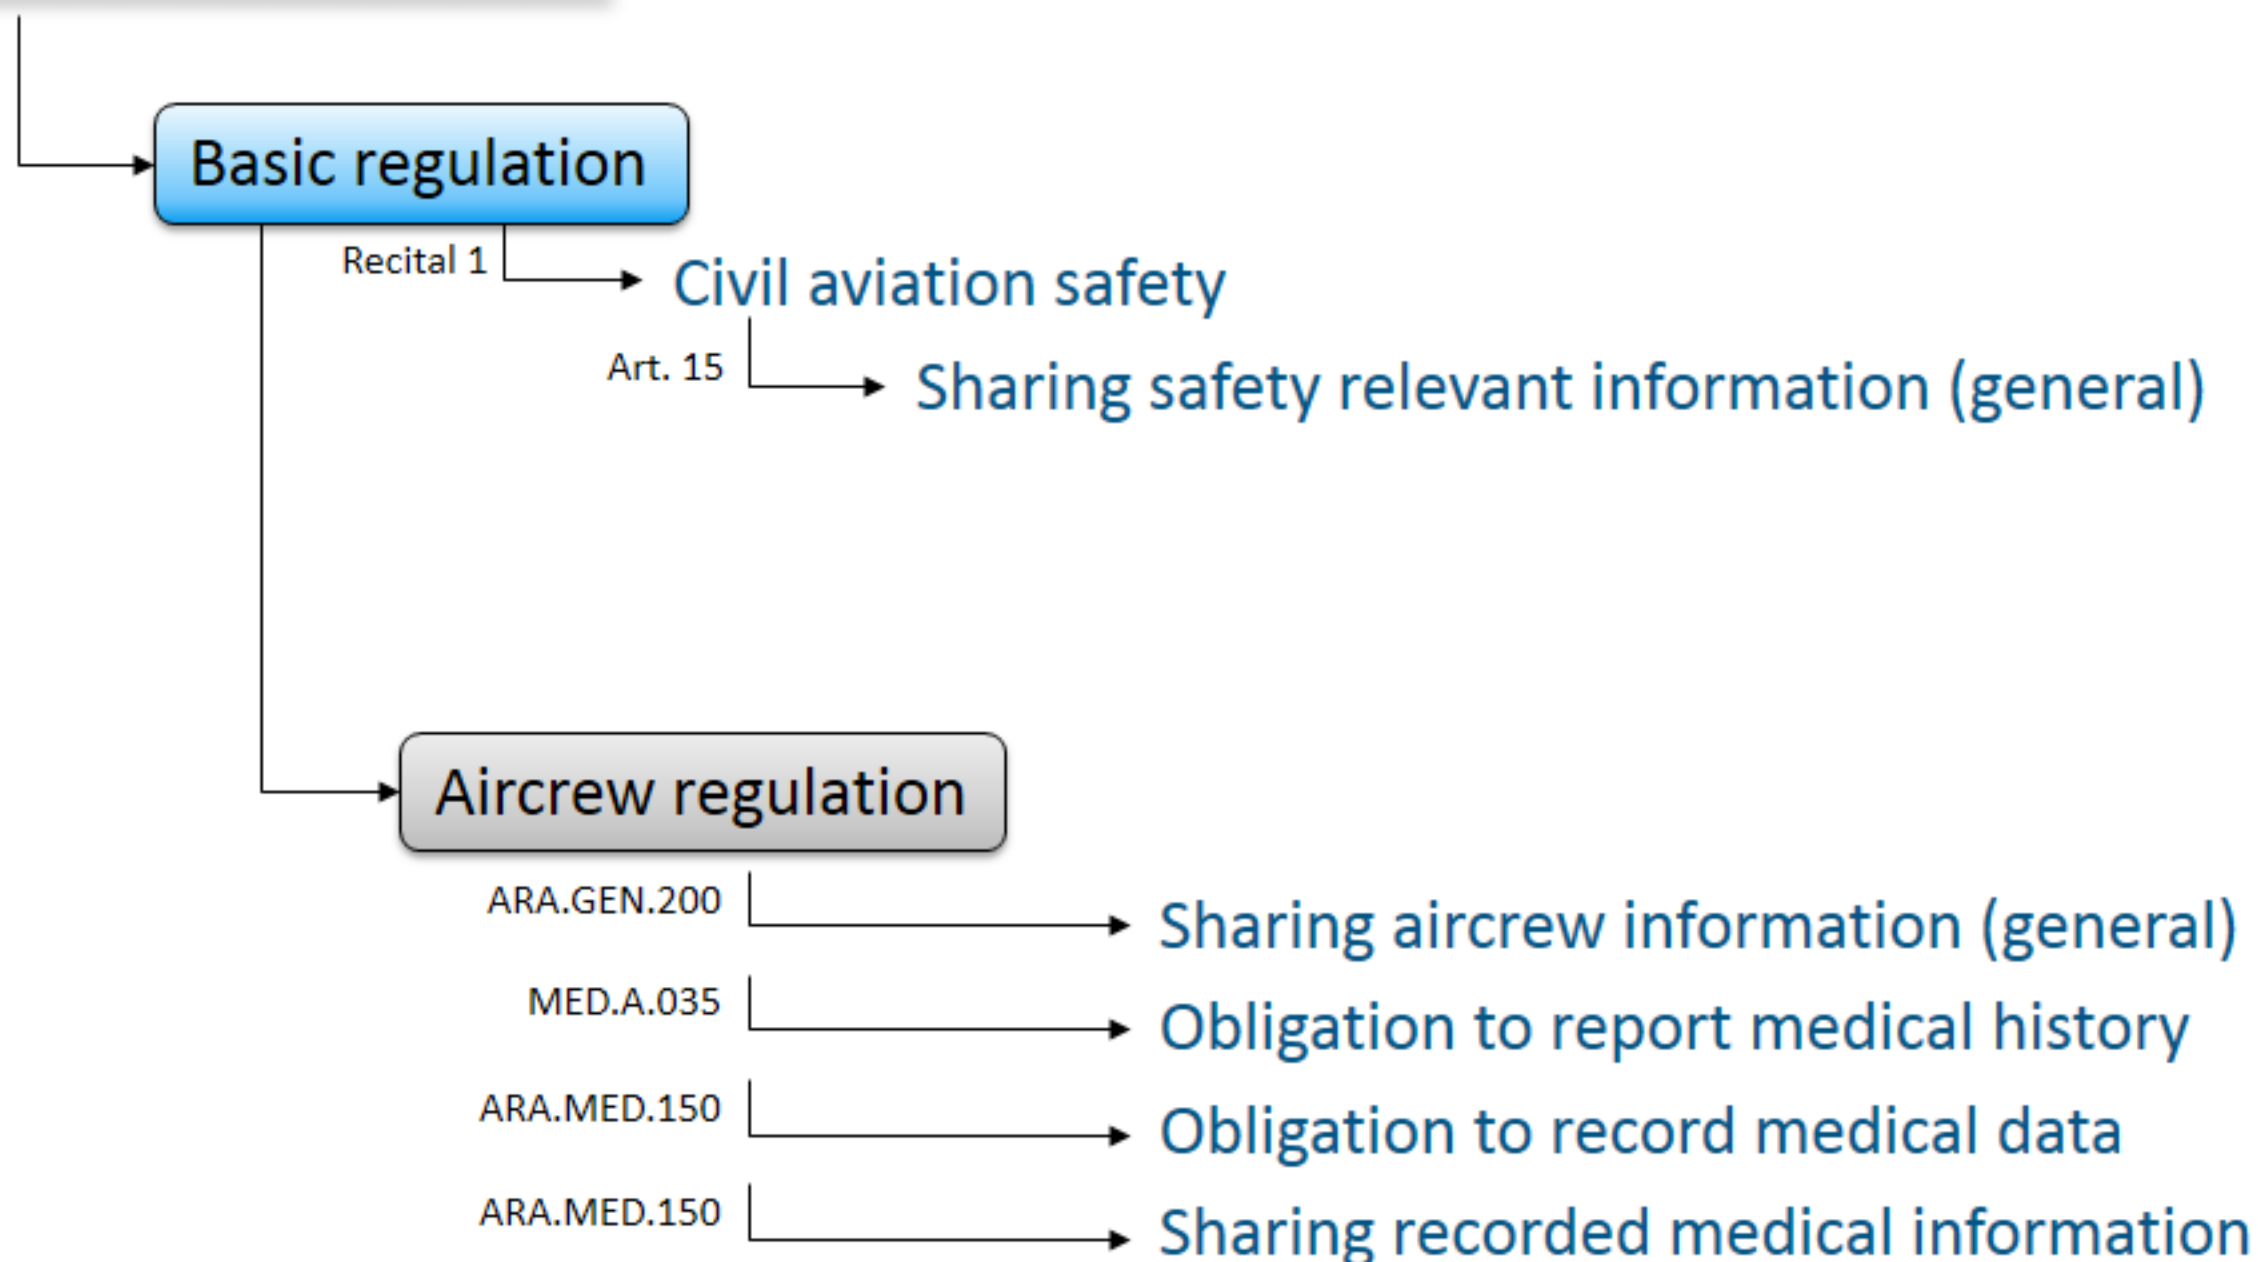 Basic regulation
Recital 1
Civil aviation safety
Art. 15
Sharing safety relevant information (general)
Aircrew regulation
ARA.GEN.200
Sharing aircrew information (general)
MED.A.035
Obligation to report medical history
ARA.MED.150
Obligation to record medical data
ARA.MED.150
Sharing recorded medical information